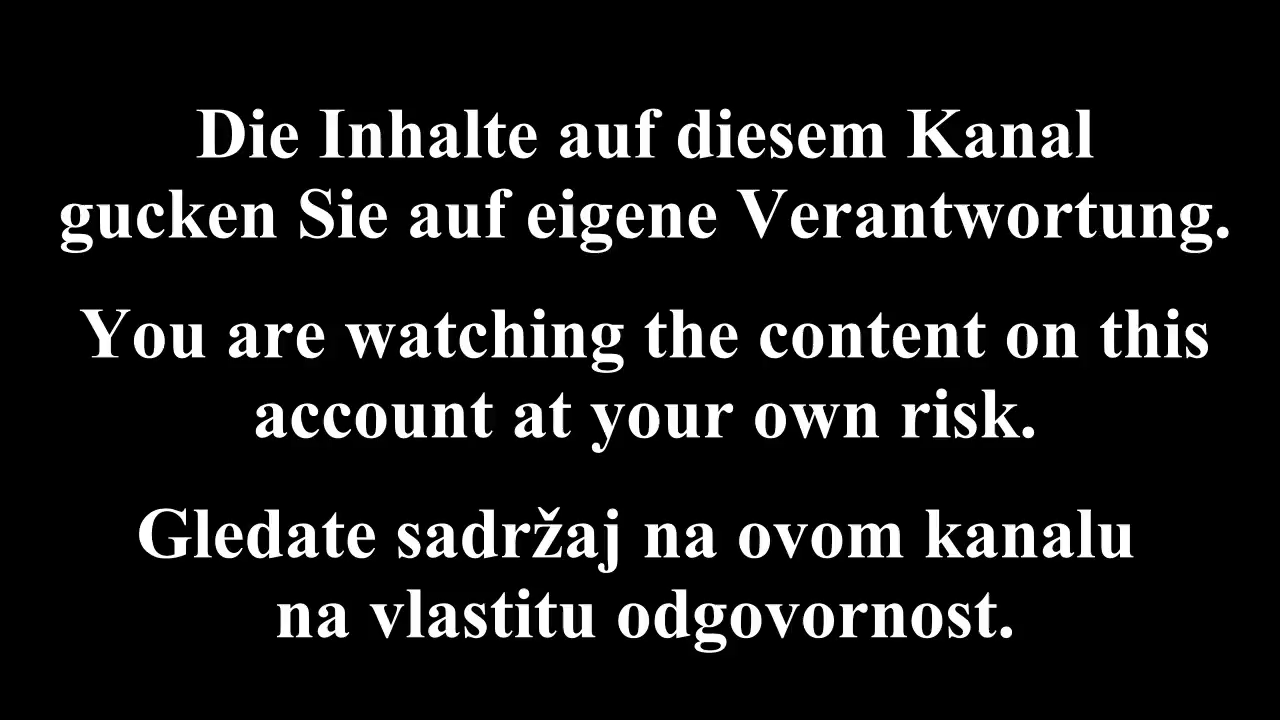 Die Inhalte auf diesem Kanal
gucken Sie auf eigene Verantwortung.
You are watching the content on this
account at your own risk.
Gledate sadržaj na ovom kanalu
na vlastitu odgovornost.